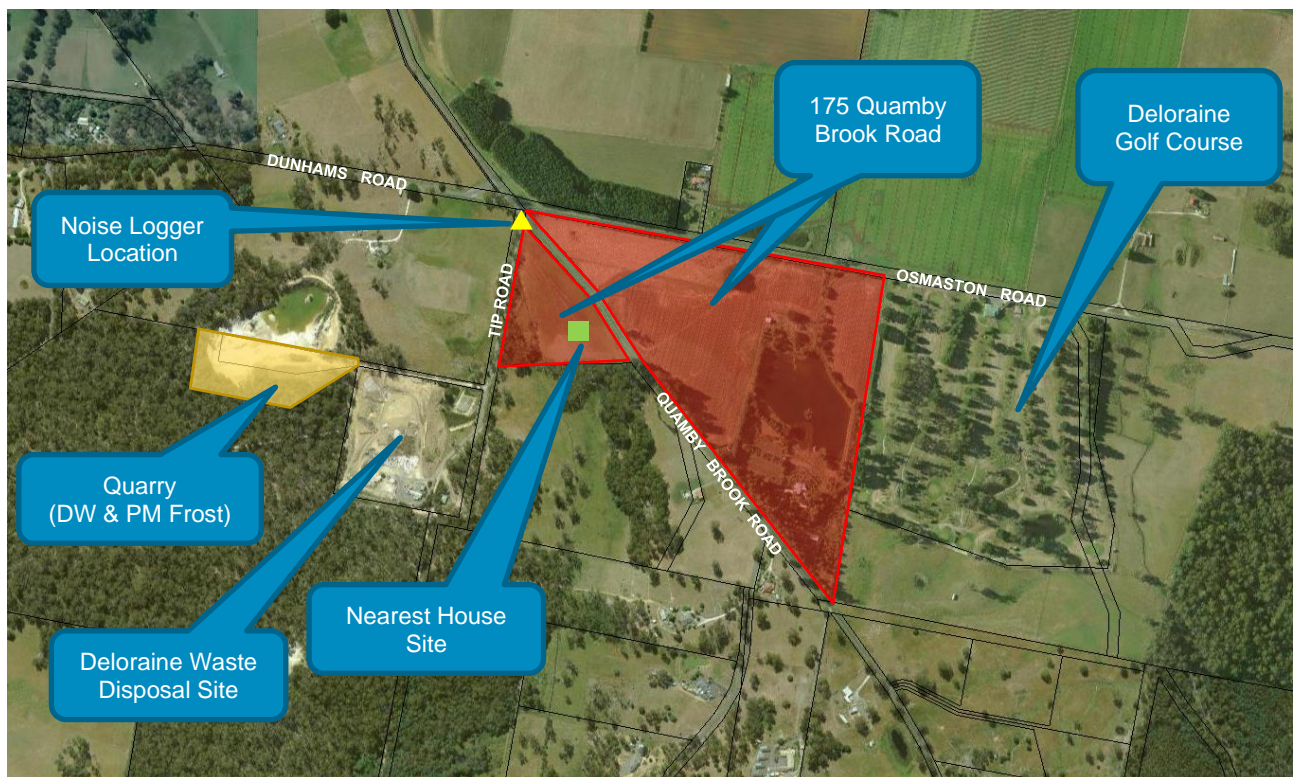 175 Quamby
Brook Road
Deloraine
Golf Course
DUNHAMS ROAD
Noise Logger
Location
OSMASTON ROAD
TIP ROAD
QUAMBY BROOK ROAD
Quarry
(DW & PM Frost)
Nearest House
Site
Deloraine Waste
Disposal Site